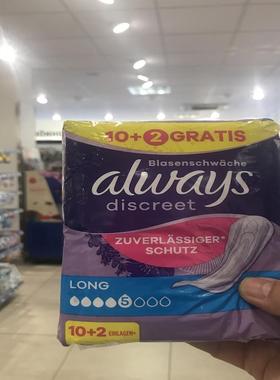 10+2 GRATIS
Blasenschwäche
always
discreet
ZUVERLÄSSIGER*
SCHUTZ
LONG
5
10+2 EINLAGEN*